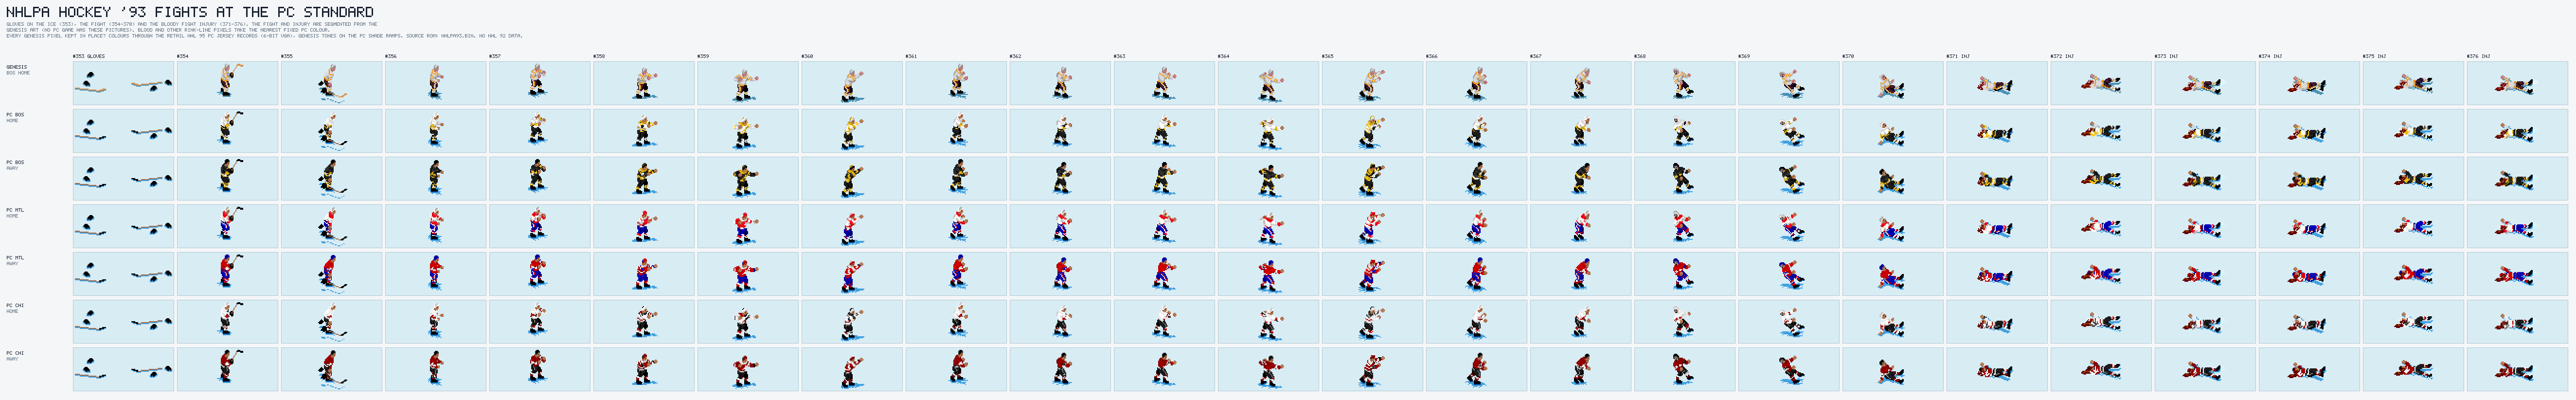 NHLPA HOCKEY '93 FIGHTS AT THE PC STANDARD
GLOVES ON THE ICE (353), THE FIGHT (354-370) AND THE BLOODY FIGHT INJURY (371-376). THE FIGHT AND INJURY ARE SEGMENTED FROM THE
GENESIS ART (NO PC GAME HAS THESE PICTURES). BLOOD AND OTHER RINK-LINE PIXELS TAKE THE NEAREST FIXED PC COLOUR.
EVERY GENESIS PIXEL KEPT IN PLACE; COLOURS THROUGH THE RETAIL NHL 95 PC JERSEY RECORDS (6-BIT VGA), GENESIS TONES ON THE PC SHADE RAMPS. SOURCE ROM: NHLPA93.BIN, NO NHL 92 DATA.
#353 GLOVES #354 #355 #356 #357 #358 #359 #360 #361 #362 #363 #364 #365 #366 #367 #368 #369 #370 #371 INJ #372 INJ #373 INJ #374 INJ #375 INJ #376 INJ
GENESIS
BOS HOME
PC BOS
HOME
PC BOS
AWAY
PC MTL
HOME
PC MTL
AWAY
PC CHI
HOME
PC CHI
AWAY